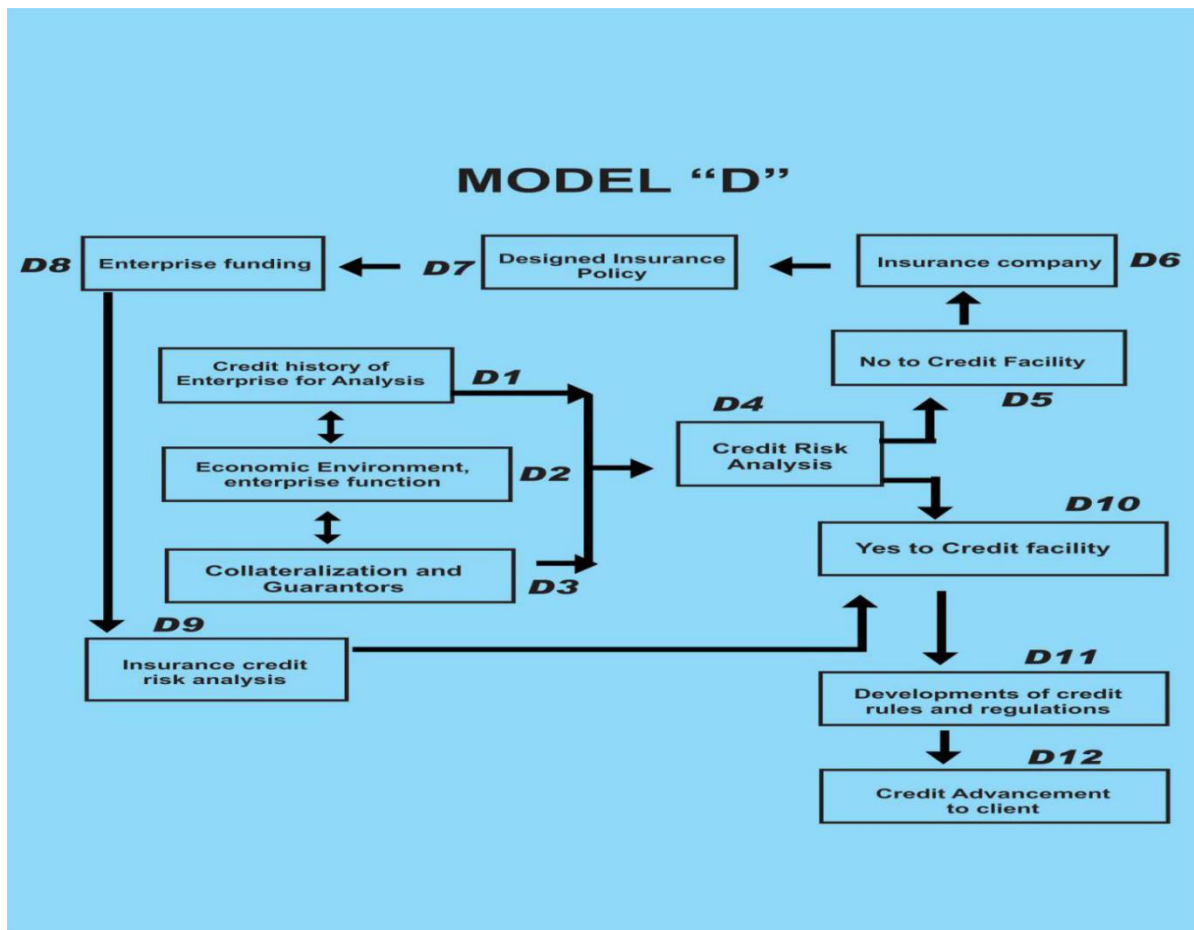 MODEL “D”
D8
Enterprise funding
D7
Designed Insurance
Policy
Insurance company
D6
Credit history of
Enterprise for Analysis
D1
No to Credit Facility
D5
D4
Credit Risk
Analysis
Economic Environment,
enterprise function
D2
D10
Yes to Credit facility
Collateralization and
Guarantors
D3
D9
Insurance credit
risk analysis
D11
Developments of credit
rules and regulations
D12
Credit Advancement
to client